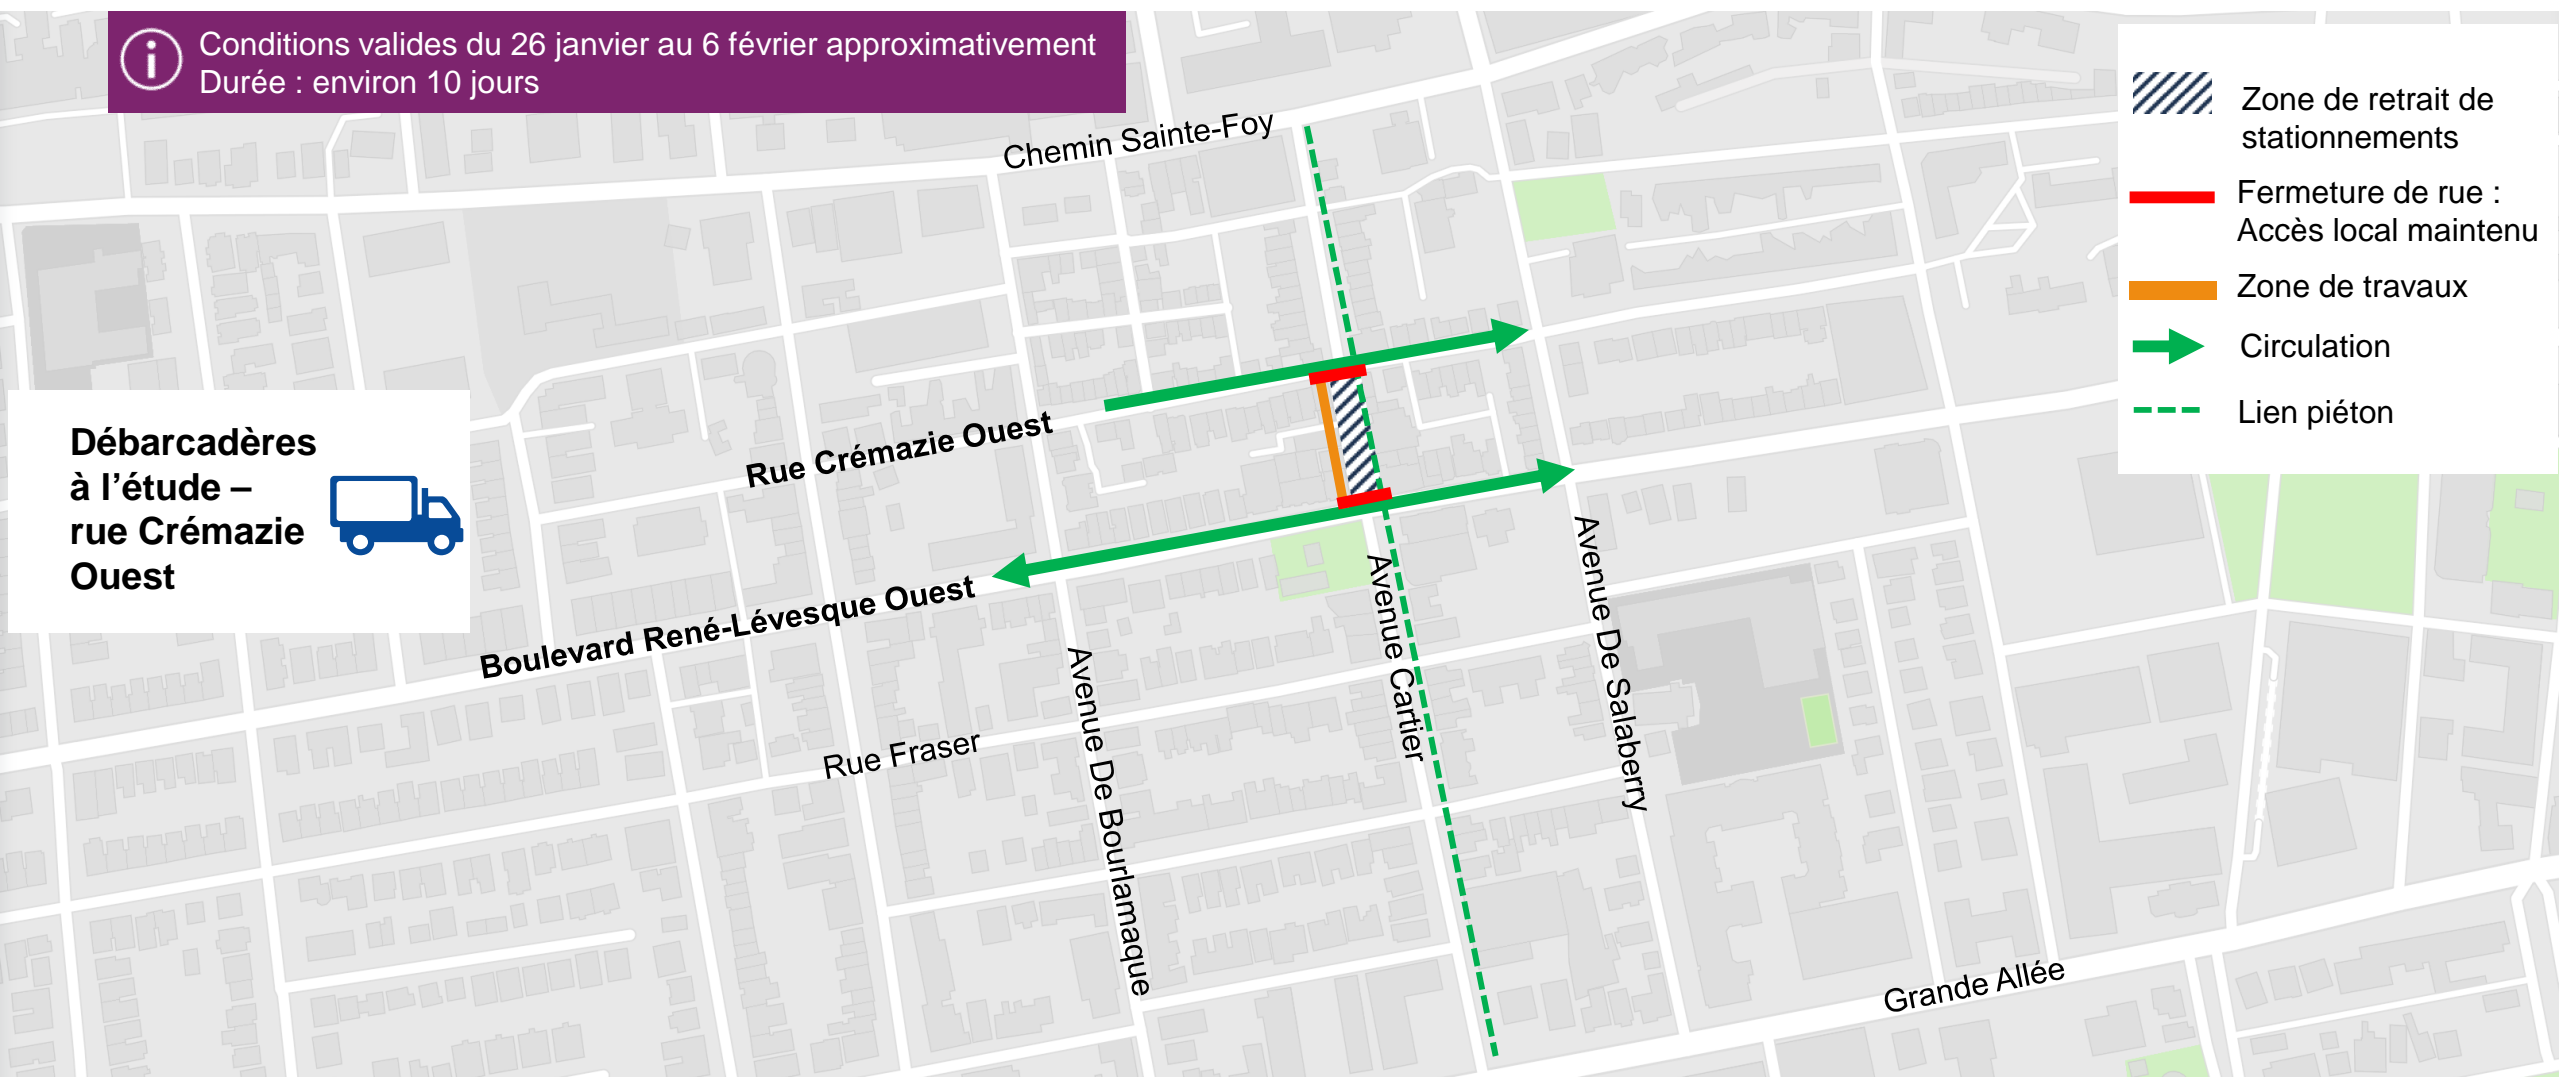 Conditions valides du 26 janvier au 6 février approximativement
Durée : environ 10 jours
Zone de retrait de
stationnements
Fermeture de rue :
Accès local maintenu
Zone de travaux
Circulation
Lien piéton
Chemin Sainte-Foy
Rue Crémazie Ouest
Débarcadères
à l’étude –
rue Crémazie
Ouest
Boulevard René-Lévesque Ouest
Avenue Cartier
Avenue De Salaberry
Avenue De Bourlamaque
Rue Fraser
Grande Allée